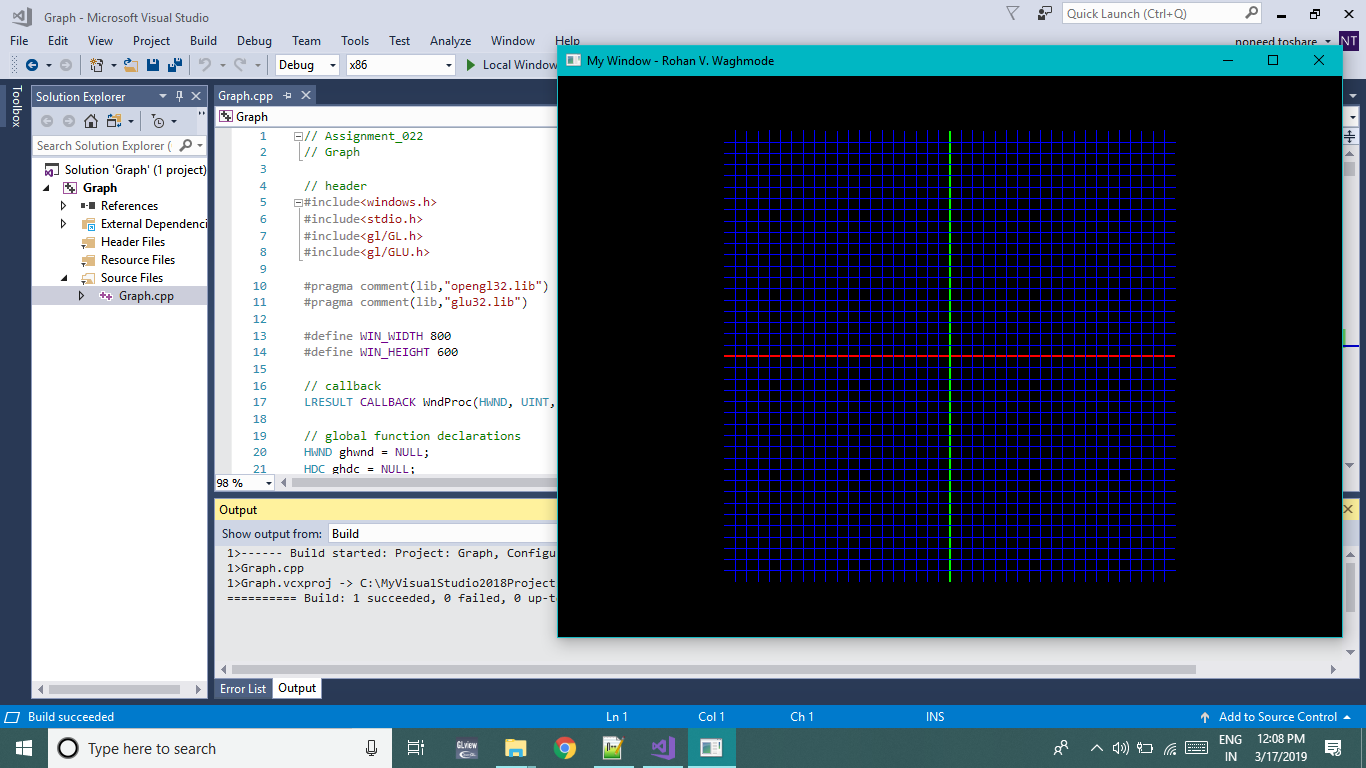 Graph - Microsoft Visual Studio
Quick Launch (Ctrl+Q)
File Edit View Project Build Debug Team Tools Test Analyze Window Help
noneed toshare NT
Debug x86 Local Window
My Window - Rohan V. Waghmode
Toolbox
Solution Explorer
Search Solution Explorer (
Solution 'Graph' (1 project)
Graph
References
External Dependenci
Header Files
Resource Files
Source Files
Graph.cpp
Graph.cpp
Graph
1 // Assignment_022
2 // Graph
3
4 // header
5 #include<windows.h>
6 #include<stdio.h>
7 #include<gl/GL.h>
8 #include<gl/GLU.h>
9
10 #pragma comment(lib,"opengl32.lib")
11 #pragma comment(lib,"glu32.lib")
12
13 #define WIN_WIDTH 800
14 #define WIN_HEIGHT 600
15
16 // callback
17 LRESULT CALLBACK WndProc(HWND, UINT,
18
19 // global function declarations
20 HWND ghwnd = NULL;
21 HDC ghdc = NULL;
98 %
Output
Show output from: Build
1>------ Build started: Project: Graph, Configu
1>Graph.cpp
1>Graph.vcxproj -> C:\MyVisualStudio2018Project
========== Build: 1 succeeded, 0 failed, 0 up-t
Error List Output
Build succeeded Ln 1 Col 1 Ch 1 INS Add to Source Control
Type here to search
GLview
ENG
IN
12:08 PM
3/17/2019